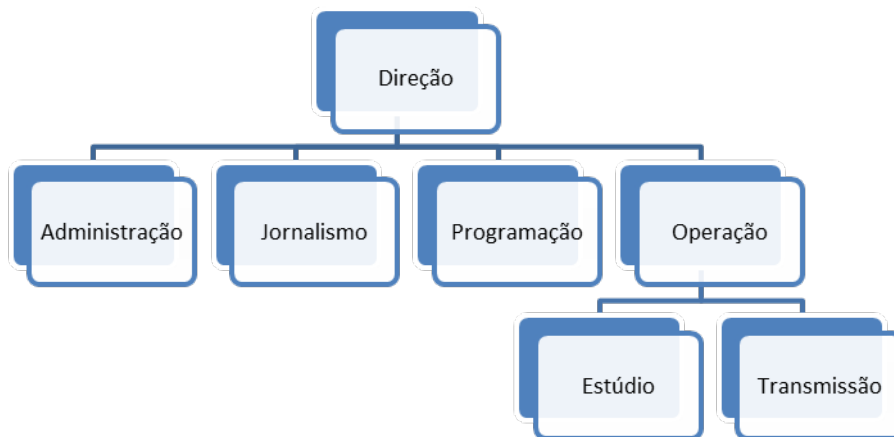 Direção
Administração
Jornalismo
Programação
Operação
Estúdio
Transmissão